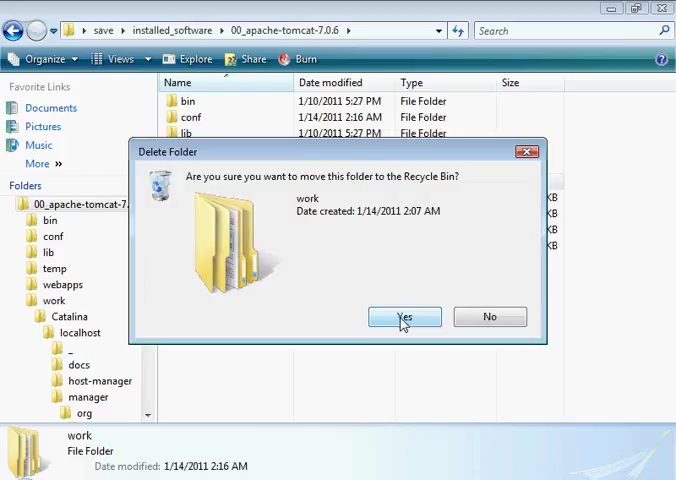 save ▸ installed_software ▸ 00_apache-tomcat-7.0.6 ▸
Search
Organize Views Explore Share Burn
Favorite Links
Documents
Pictures
Music
More »
Folders
00_apache-tomcat-7.
bin
conf
lib
temp
webapps
work
Catalina
localhost
_
docs
host-manager
manager
org
Name Date modified Type Size
bin 1/10/2011 5:27 PM File Folder
conf 1/14/2011 2:16 AM File Folder
lib 1/10/2011 5:27 PM File Folder
KB
KB
KB
KB
Delete Folder
Are you sure you want to move this folder to the Recycle Bin?
work
Date created: 1/14/2011 2:07 AM
Yes No
work
File Folder
Date modified: 1/14/2011 2:16 AM